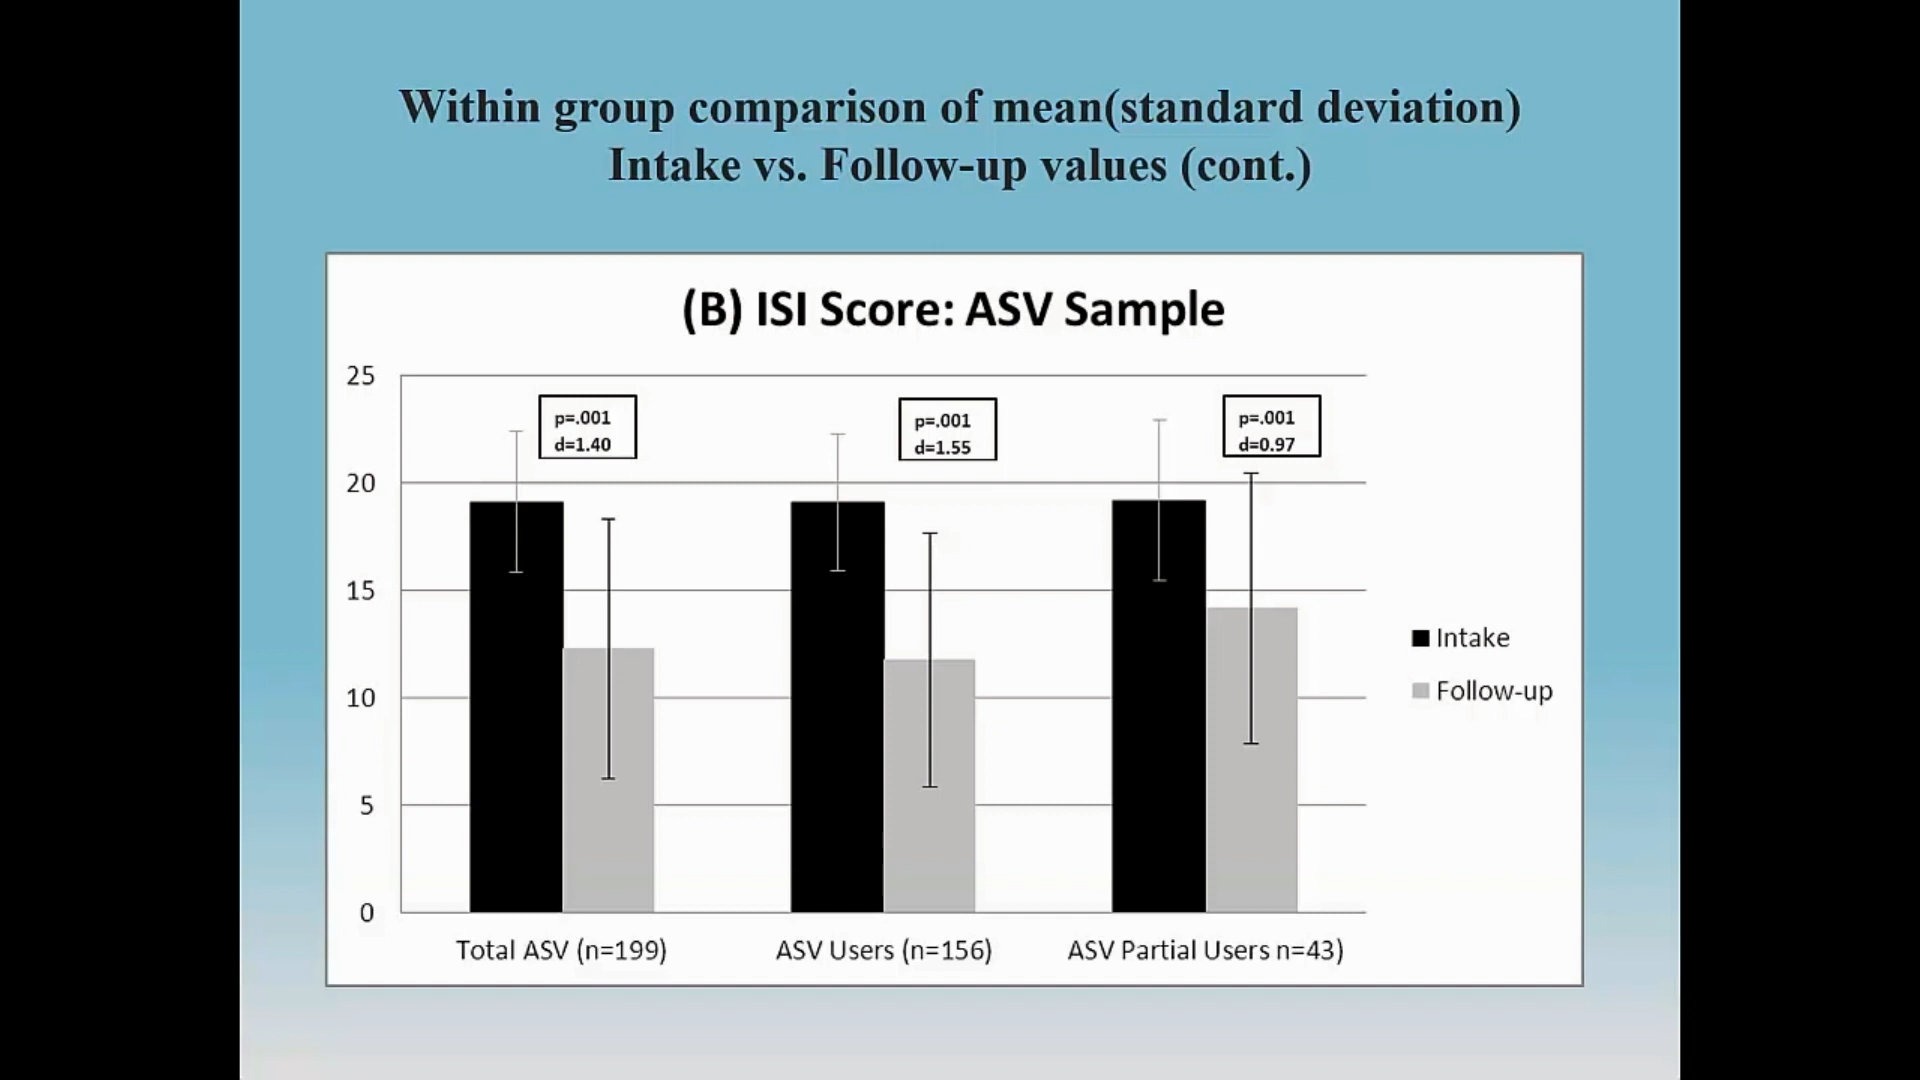 Within group comparison of mean(standard deviation)
Intake vs. Follow-up values (cont.)
(B) ISI Score: ASV Sample
25
20
15
10
5
0
p=.001
d=1.40
p=.001
d=1.55
p=.001
d=0.97
Intake
Follow-up
Total ASV (n=199)
ASV Users (n=156)
ASV Partial Users n=43)